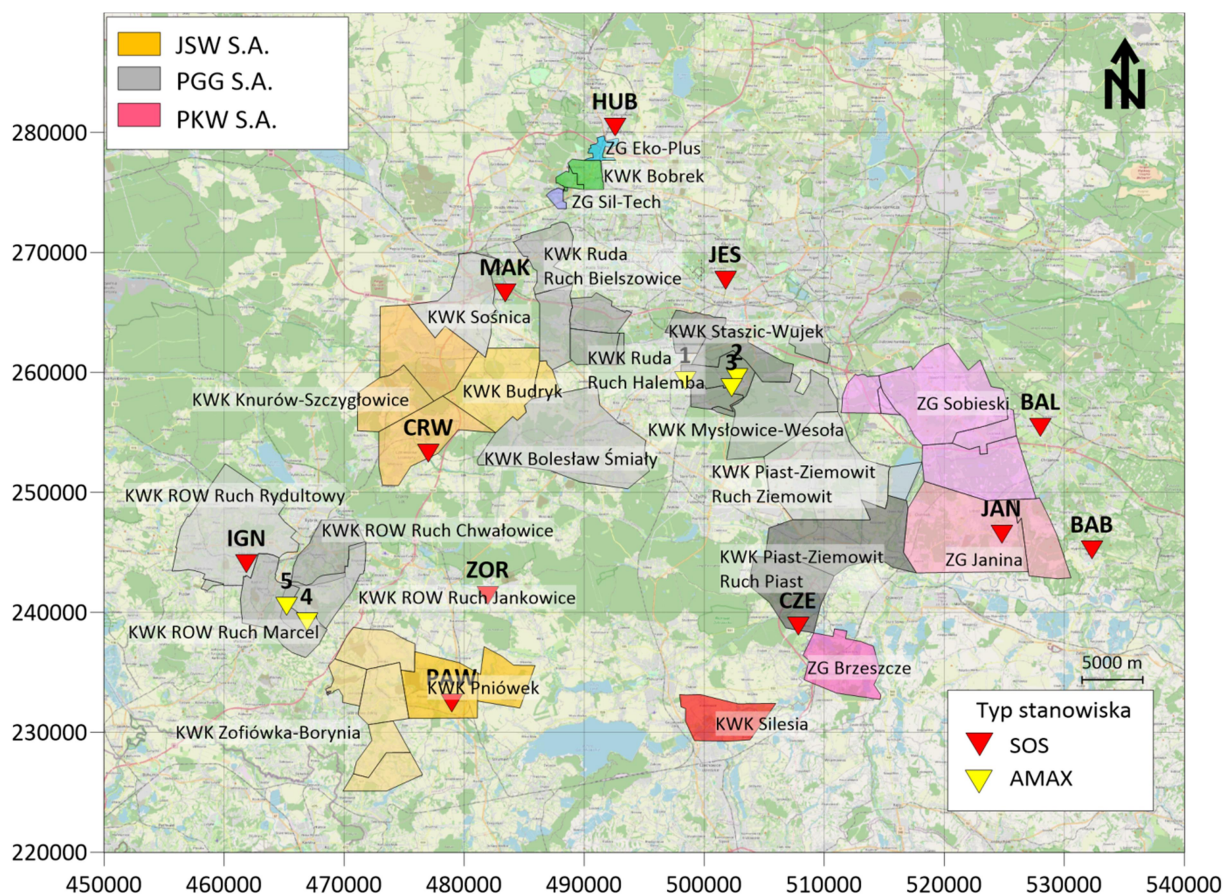 JSW S.A.
PGG S.A.
PKW S.A.
N
HUB
280000
ZG Eko-Plus
KWK Bobrek
ZG Sil-Tech
270000
KWK Ruda
Ruch Bielszowice
JES
MAK
KWK Sośnica
KWK Staszic-Wujek
260000
KWK Ruda
Ruch Halemba
1
2
3
KWK Budryk
KWK Knurów-Szczygłowice
ZG Sobieski
BAL
CRW
KWK Mysłowice-Wesoła
KWK Bolesław Śmiały
KWK Piast-Ziemowit
Ruch Ziemowit
250000
KWK ROW Ruch Rydułtowy
KWK ROW Ruch Chwałowice
IGN
JAN
BAB
KWK Piast-Ziemowit
Ruch Piast
ZG Janina
ZOR
5
4
KWK ROW Ruch Jankowice
CZE
240000
KWK ROW Ruch Marcel
PAW
KWK Pniówek
ZG Brzeszcze
5000 m
230000
KWK Zofiówka-Borynia
KWK Silesia
Typ stanowiska
SOS
AMAX
220000
450000 460000 470000 480000 490000 500000 510000 520000 530000 540000